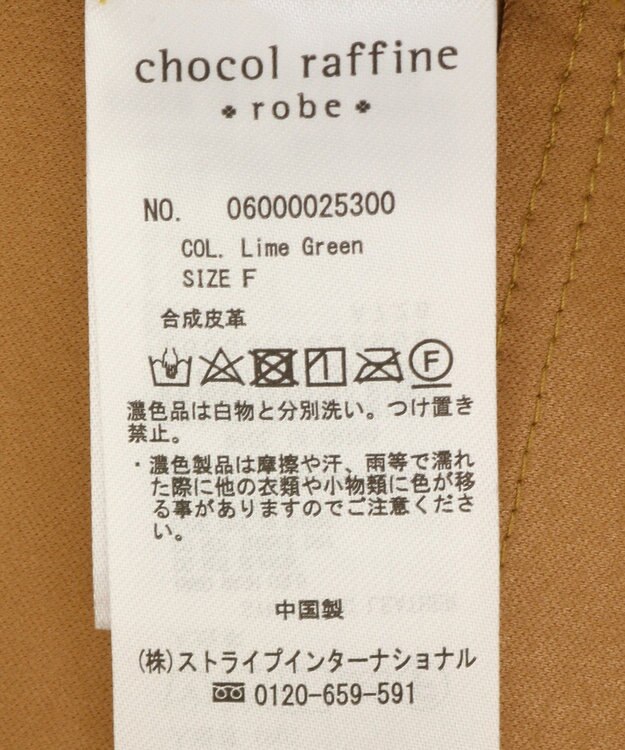 chocol raffine
robe
NO. 06000025300
COL. Lime Green
SIZE F
合成皮革
F
濃色品は白物と分別洗い。つけ置き
禁止。
・濃色製品は摩擦や汗、雨等で濡れ
た際に他の衣類や小物類に色が移
る事がありますのでご注意くださ
い。
中国製
(株)ストライプインターナショナル
0120-659-591